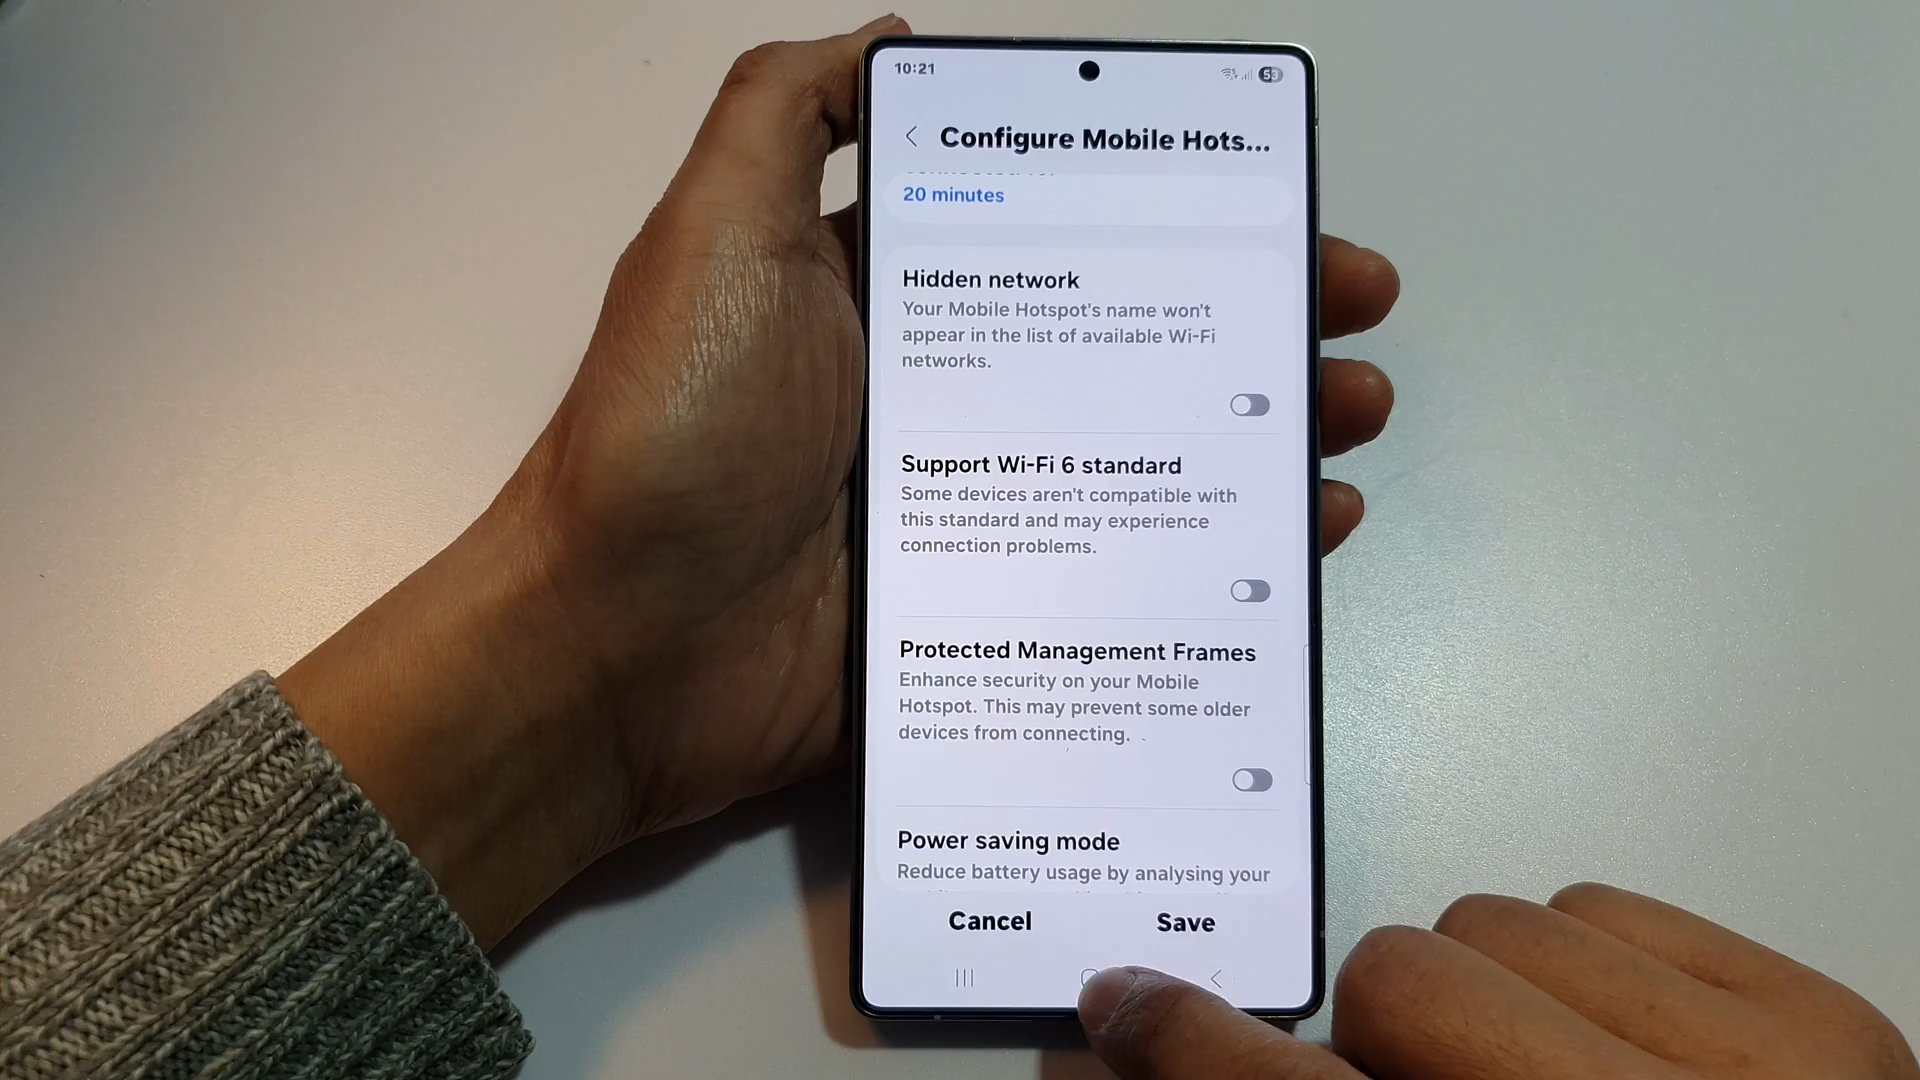 10:21
53
Configure Mobile Hots...
20 minutes
Hidden network
Your Mobile Hotspot's name won't
appear in the list of available Wi-Fi
networks.
Support Wi-Fi 6 standard
Some devices aren't compatible with
this standard and may experience
connection problems.
Protected Management Frames
Enhance security on your Mobile
Hotspot. This may prevent some older
devices from connecting.
Power saving mode
Reduce battery usage by analysing your
Cancel
Save